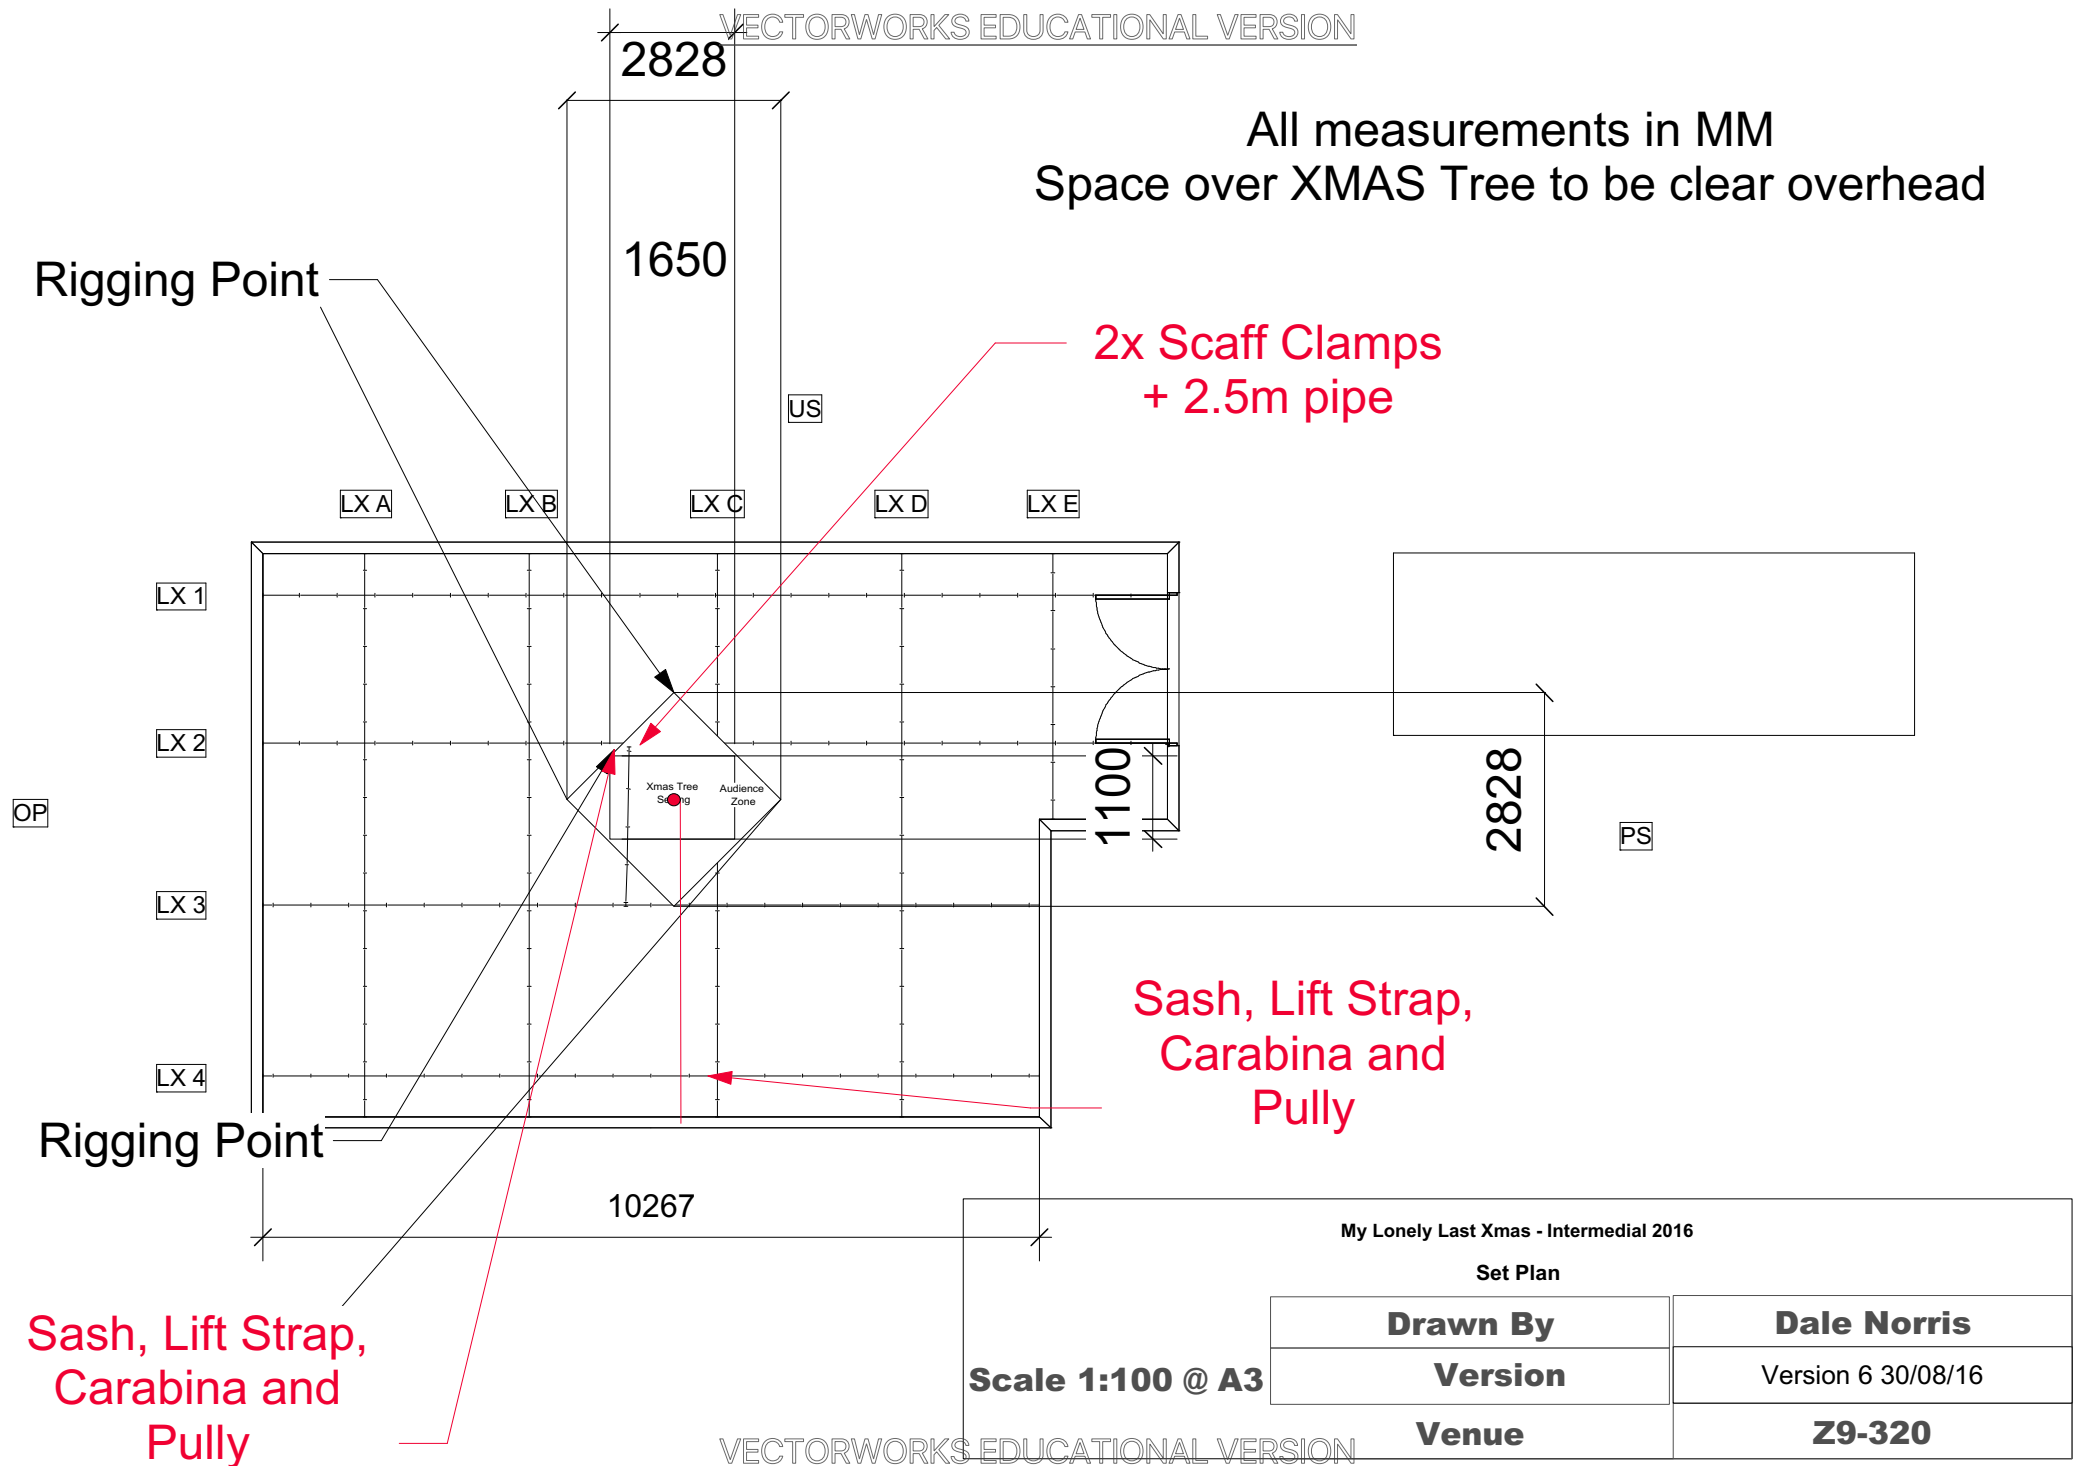 VECTORWORKS EDUCATIONAL VERSION
2828
All measurements in MM
Space over XMAS Tree to be clear overhead
1650
Rigging Point
2x Scaff Clamps
+ 2.5m pipe
US
LX A
LX B
LX C
LX D
LX E
LX 1
LX 2
1100
2828
Xmas Tree
Audience
Zone
OP
PS
LX 3
Sash, Lift Strap,
Carabina and
Pully
LX 4
Rigging Point
10267
My Lonely Last Xmas - Intermedial 2016
Set Plan
Drawn By
Dale Norris
Sash, Lift Strap,
Carabina and
Pully
Scale 1:100 @ A3
Version
Version 6 30/08/16
Venue
Z9-320
VECTORWORKS EDUCATIONAL VERSION